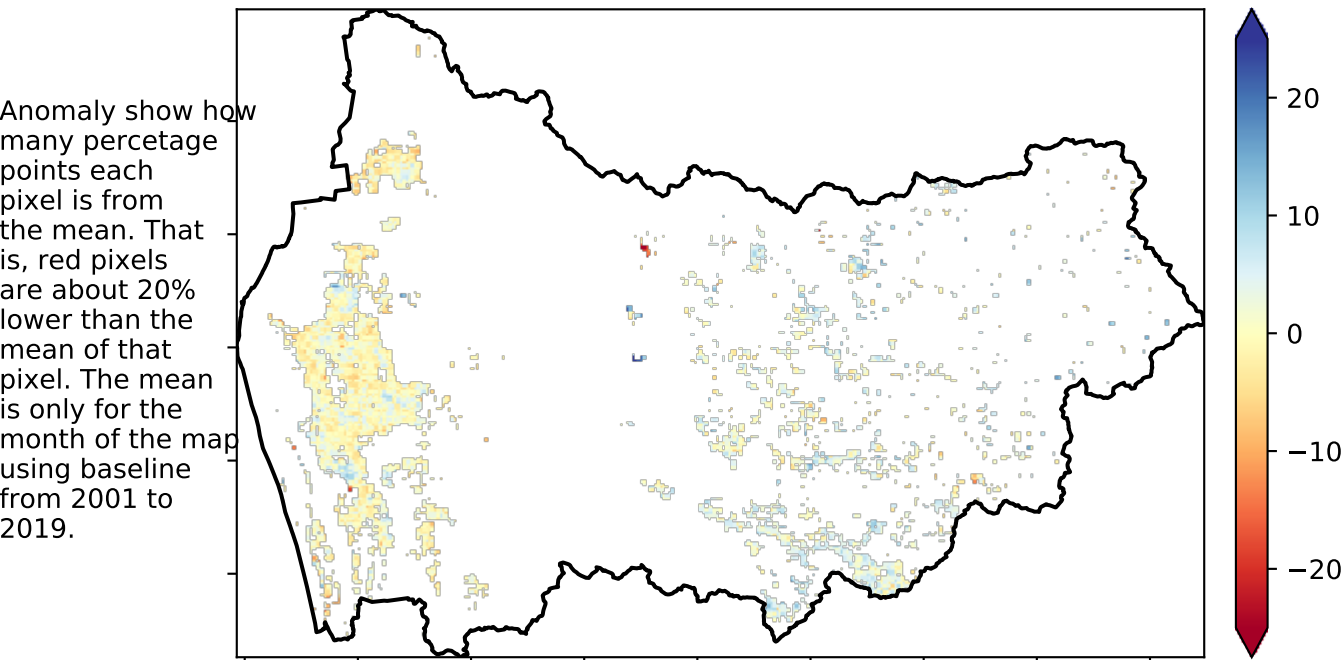 Anomaly show how
many percetage
points each
pixel is from
the mean. That
is, red pixels
are about 20%
lower than the
mean of that
pixel. The mean
is only for the
month of the map
using baseline
from 2001 to
2019.
20
10
0
−10
−20